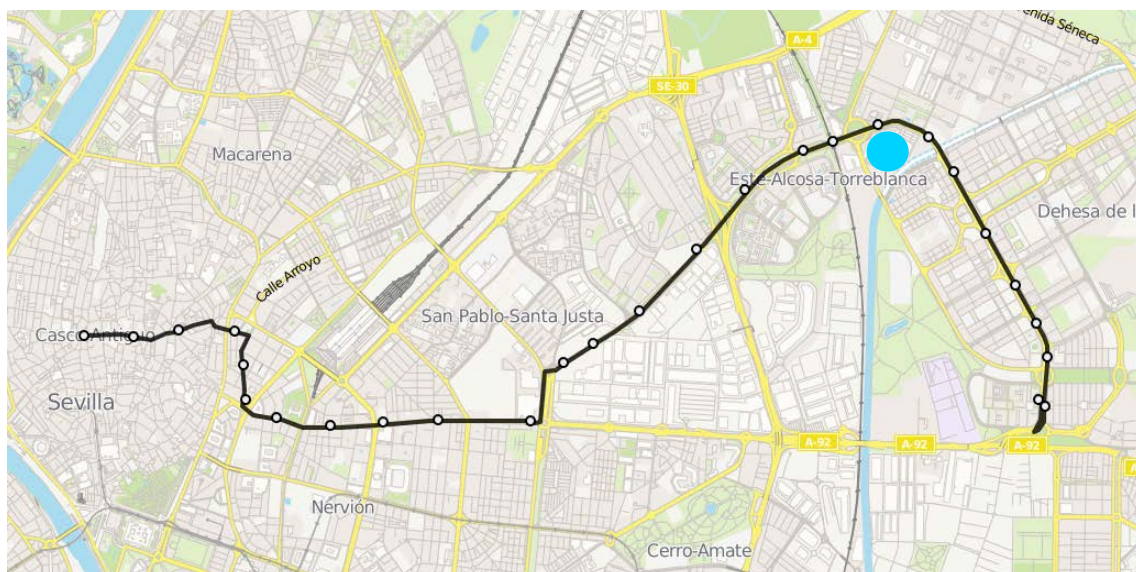 enida Séneca
A-4
SE-30
Macarena
Este-Alcosa-Torreblanca
Dehesa de l
Calle Arroyo
San Pablo-Santa Justa
Casco Antiguo
Sevilla
A-92
A-92
A-92
A
Nervión
Cerro-Amate